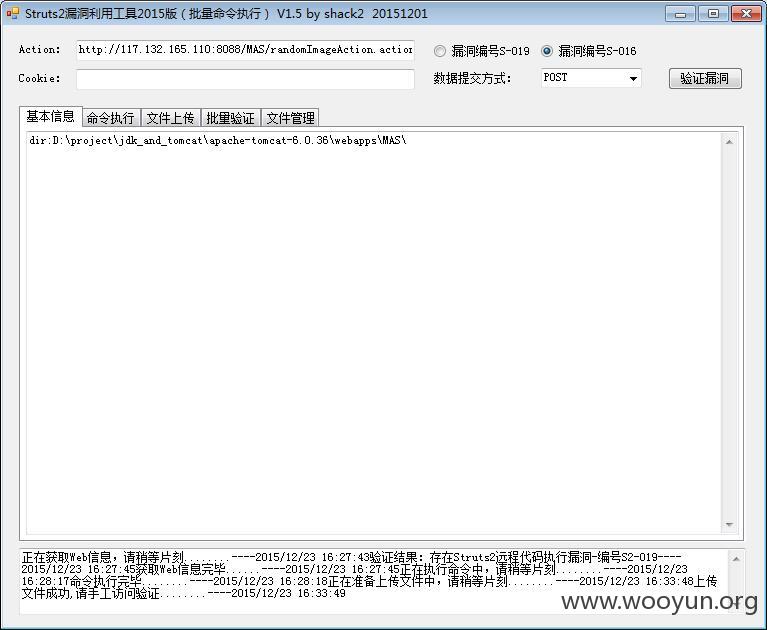 Struts2漏洞利用工具2015版（批量命令执行） V1.5 by shack2 20151201
Action: http://117.132.165.110:8088/MAS/randomImageAction.action 漏洞编号S-019 漏洞编号S-016
Cookie: 数据提交方式: POST 验证漏洞
基本信息 命令执行 文件上传 批量验证 文件管理
dir:D:\project\jdk_and_tomcat\apache-tomcat-6.0.36\webapps\MAS\
正在获取Web信息，请稍等片刻........----2015/12/23 16:27:43验证结果: 存在Struts2远程代码执行漏洞-编号S2-019----
2015/12/23 16:27:45获取Web信息完毕......----2015/12/23 16:27:45正在执行命令中，请稍等片刻........----2015/12/23
16:28:17命令执行完毕........----2015/12/23 16:28:18正在准备上传文件中，请稍等片刻........----2015/12/23 16:33:48上传
文件成功,请手工访问验证........----2015/12/23 16:33:49
www.wooyun.org